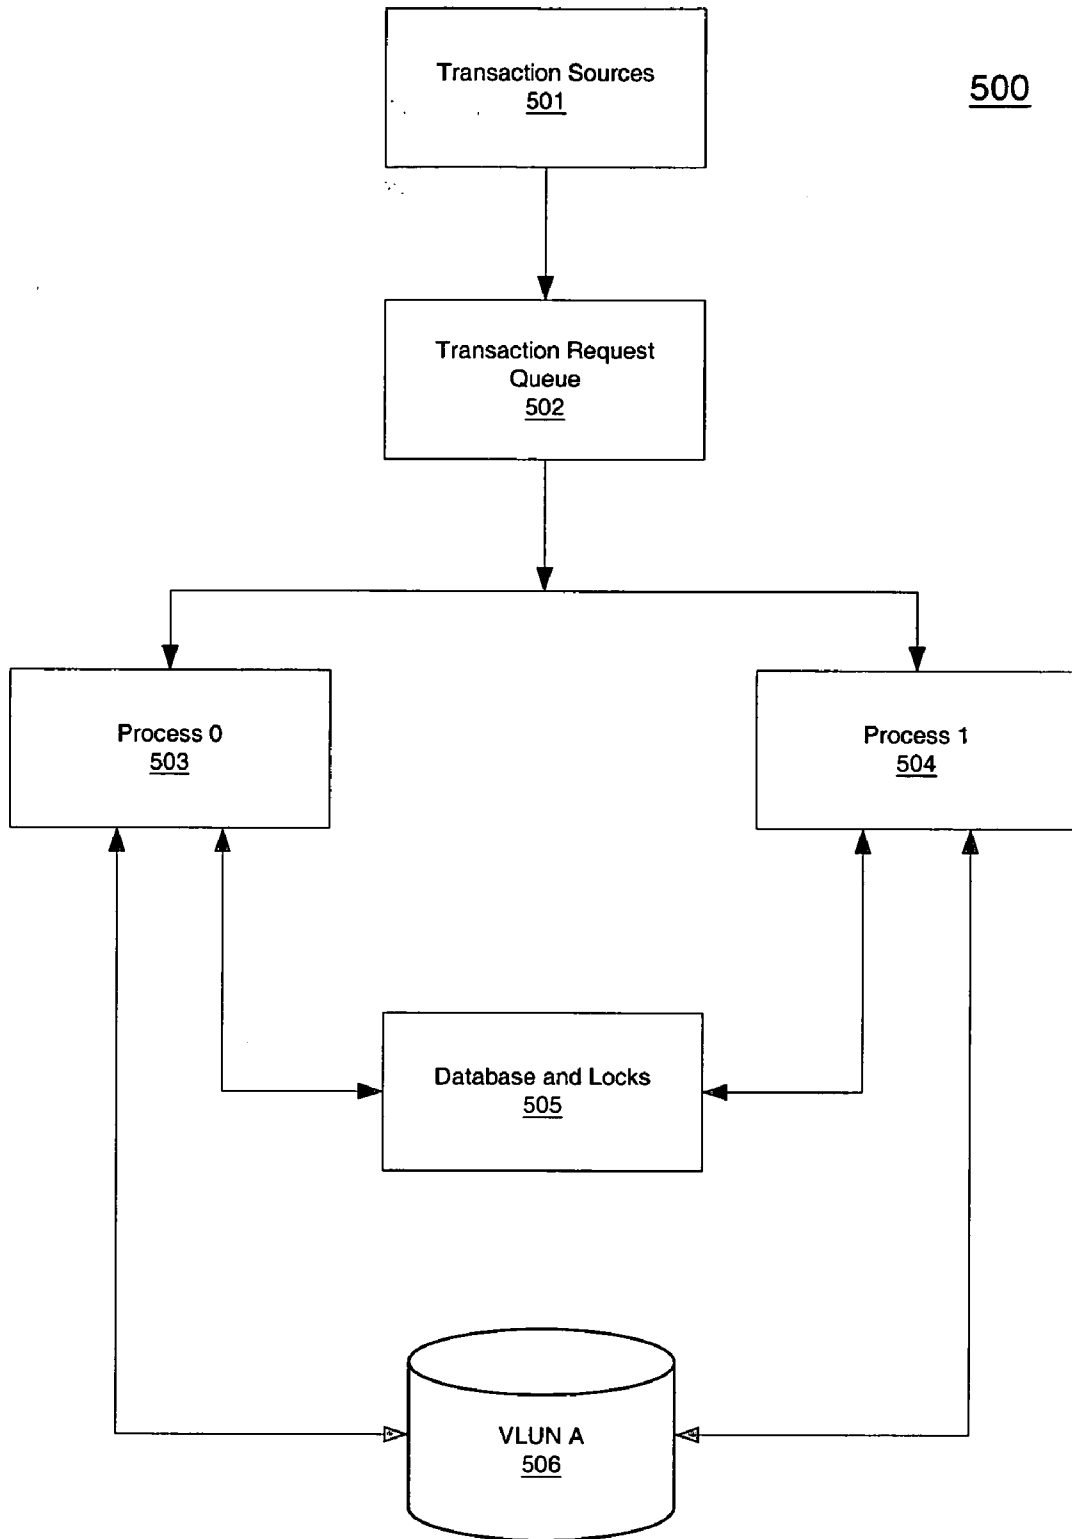 500
Transaction Sources
501
Transaction Request
Queue
502
Process 0
503
Process 1
504
Database and Locks
505
VLUN A
506